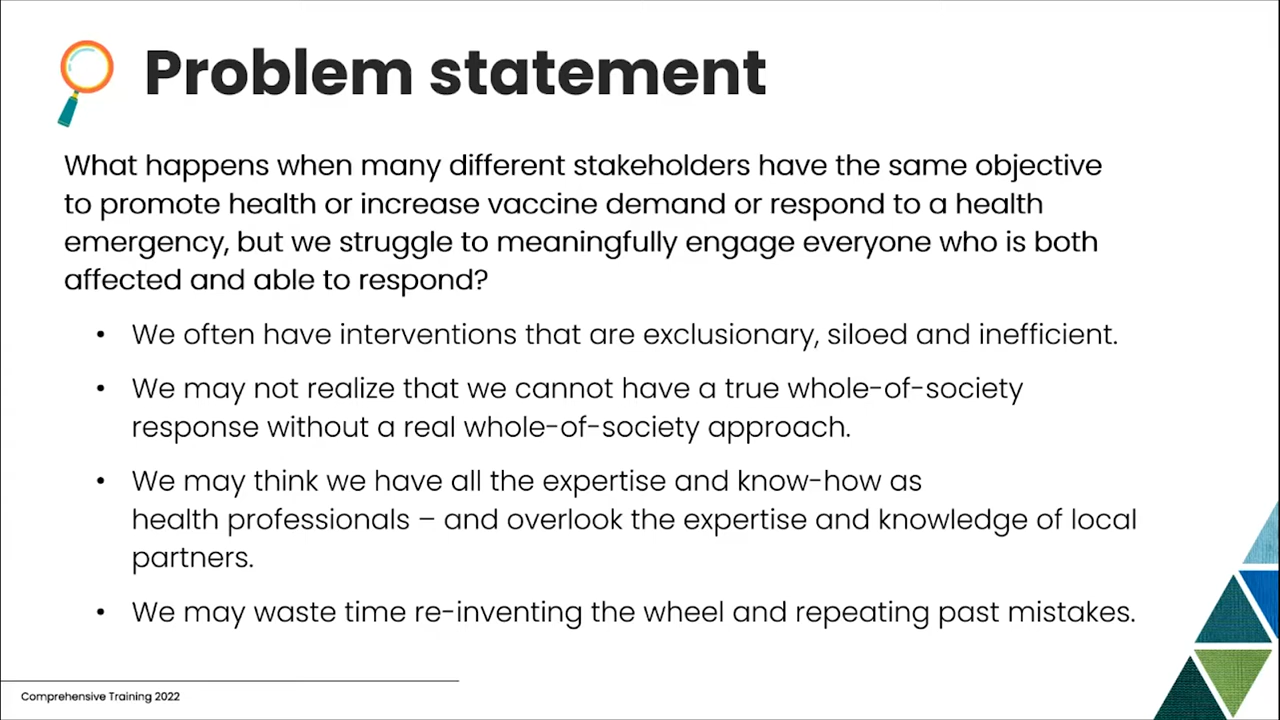 Problem statement
What happens when many different stakeholders have the same objective
to promote health or increase vaccine demand or respond to a health
emergency, but we struggle to meaningfully engage everyone who is both
affected and able to respond?
• We often have interventions that are exclusionary, siloed and inefficient.
• We may not realize that we cannot have a true whole-of-society
response without a real whole-of-society approach.
• We may think we have all the expertise and know-how as
health professionals – and overlook the expertise and knowledge of local
partners.
• We may waste time re-inventing the wheel and repeating past mistakes.
Comprehensive Training 2022